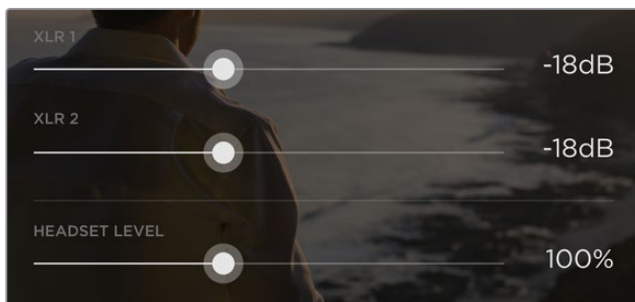 XLR 1
-18dB
XLR 2
-18dB
HEADSET LEVEL
100%